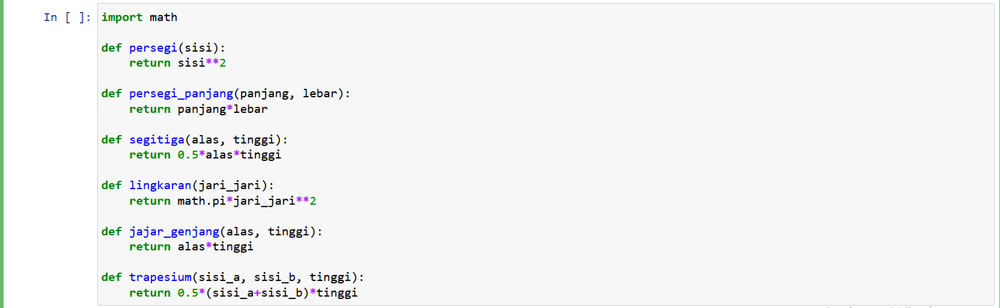 In [ ]:
import math
def persegi(sisi):
    return sisi**2
def persegi_panjang(panjang, lebar):
    return panjang*lebar
def segitiga(alas, tinggi):
    return 0.5*alas*tinggi
def lingkaran(jari_jari):
    return math.pi*jari_jari**2
def jajar_genjang(alas, tinggi):
    return alas*tinggi
def trapesium(sisi_a, sisi_b, tinggi):
    return 0.5*(sisi_a+sisi_b)*tinggi